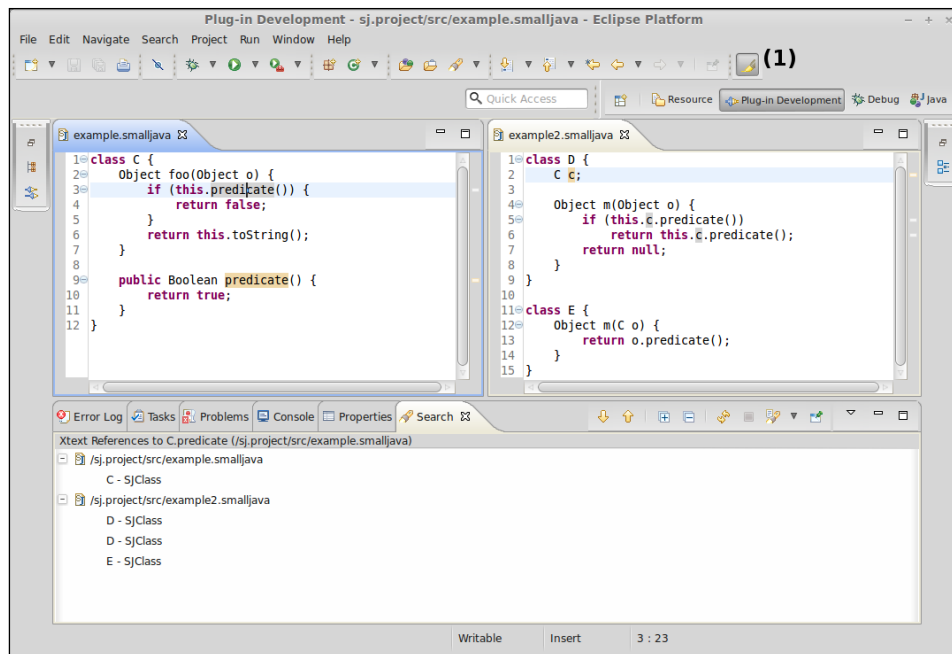 Plug-in Development - sj.project/src/example.smalljava - Eclipse Platform
File Edit Navigate Search Project Run Window Help
(1)
Quick Access
Resource Plug-in Development Debug Java
example.smalljava
1 class C {
2 Object foo(Object o) {
3 if (this.predicate()) {
4 return false;
5 }
6 return this.toString();
7 }
8
9 public Boolean predicate() {
10 return true;
11 }
12 }
example2.smalljava
1 class D {
2 C c;
3
4 Object m(Object o) {
5 if (this.c.predicate())
6 return this.c.predicate();
7 return null;
8 }
9 }
10
11 class E {
12 Object m(C o) {
13 return o.predicate();
14 }
15 }
Error Log Tasks Problems Console Properties Search
Xtext References to C.predicate (/sj.project/src/example.smalljava)
/sj.project/src/example.smalljava
C - SJClass
/sj.project/src/example2.smalljava
D - SJClass
D - SJClass
E - SJClass
Writable Insert 3 : 23